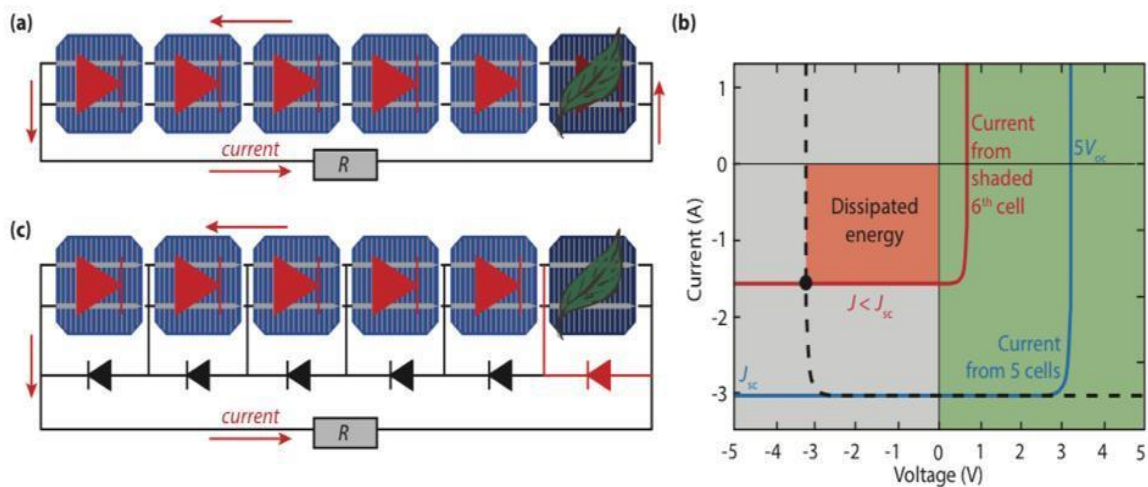 (a)
current
R
(c)
current
R
(b)
Current (A)
1
0
-1
-2
-3
Current
from
shaded
6th cell
5Voc
Dissipated
energy
J < Jsc
Jsc
Current
from 5 cells
-5 -4 -3 -2 -1 0 1 2 3 4 5
Voltage (V)